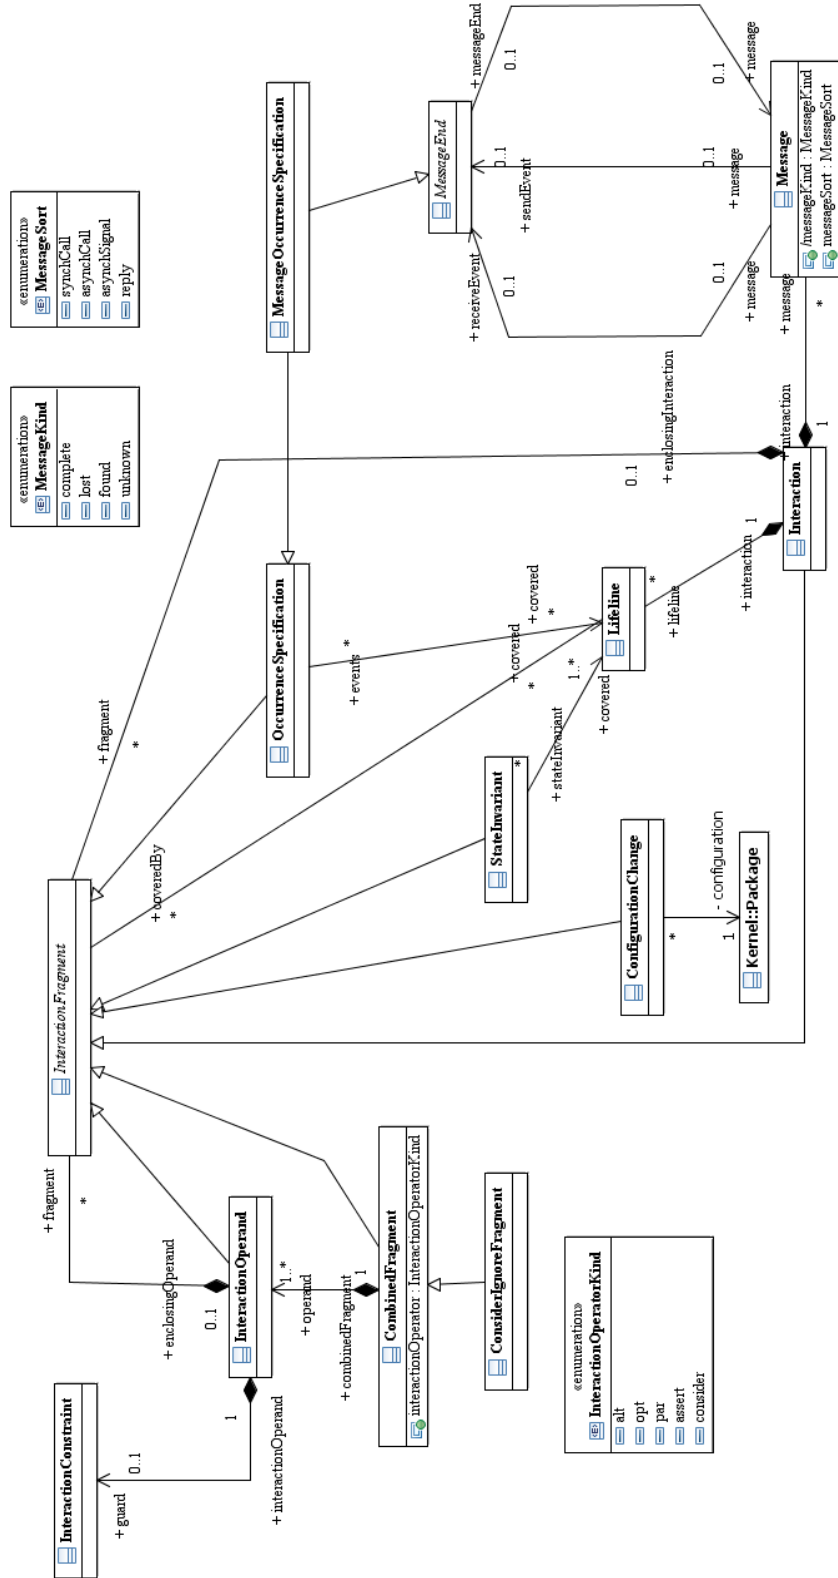 InteractionConstraint
+ guard
0..1
+ interactionOperand
1
InteractionOperand
+ enclosingOperand
0..1
+ fragment
*
InteractionFragment
+ operand
1..*
+ combinedFragment
1
CombinedFragment
interactionOperator : InteractionOperatorKind
ConsiderIgnoreFragment
«enumeration»
InteractionOperatorKind
alt
opt
par
assert
consider
+ coveredBy
*
+ fragment
*
StateInvariant
*
+ stateInvariant
ConfigurationChange
*
1
- configuration
Kernel::Package
OccurrenceSpecification
+ events
*
+ covered
*
+ covered
*
1..*
+ covered
Lifeline
*
+ lifeline
+ interaction
1
«enumeration»
MessageKind
complete
lost
found
unknown
«enumeration»
MessageSort
synchCall
asynchCall
asynchSignal
reply
MessageOccurrenceSpecification
0..1
+ enclosingInteraction
+ interaction
1
Interaction
+ message
*
MessageEnd
+ receiveEvent
0..1
+ sendEvent
0..1
+ messageEnd
0..1
0..1
+ message
0..1
+ message
0..1
+ message
Message
/messageKind : MessageKind
messageSort : MessageSort